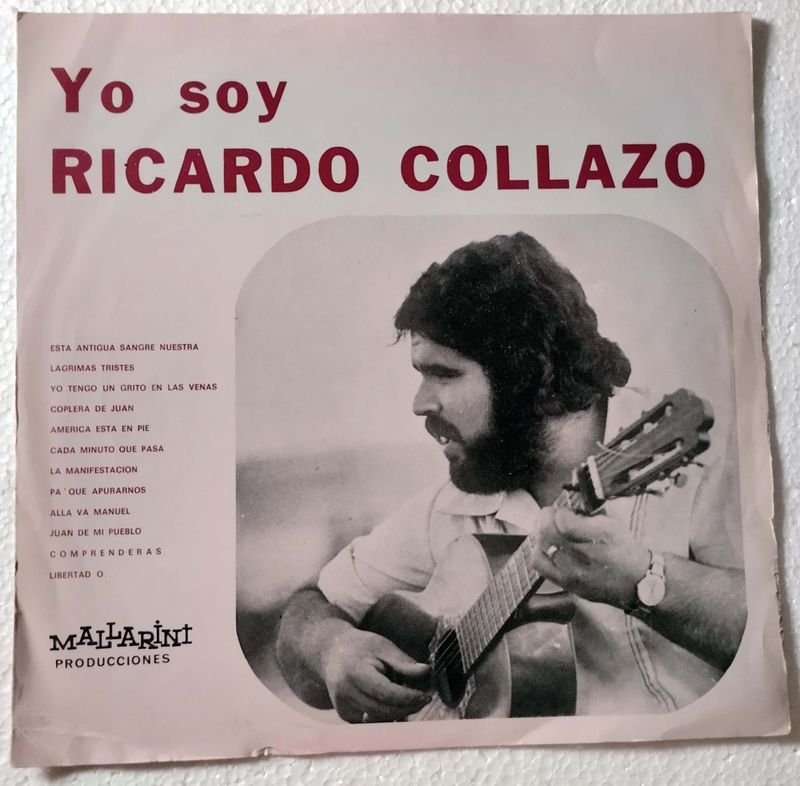 Yo soy
RICARDO COLLAZO
ESTA ANTIGUA SANGRE NUESTRA
LAGRIMAS TRISTES
YO TENGO UN GRITO EN LAS VENAS
COPLERA DE JUAN
AMERICA ESTA EN PIE
CADA MINUTO QUE PASA
LA MANIFESTACION
PA' QUE APURARNOS
ALLA VA MANUEL
JUAN DE MI PUEBLO
COMPRENDERAS
LIBERTAD O
MALLARINI
PRODUCCIONES